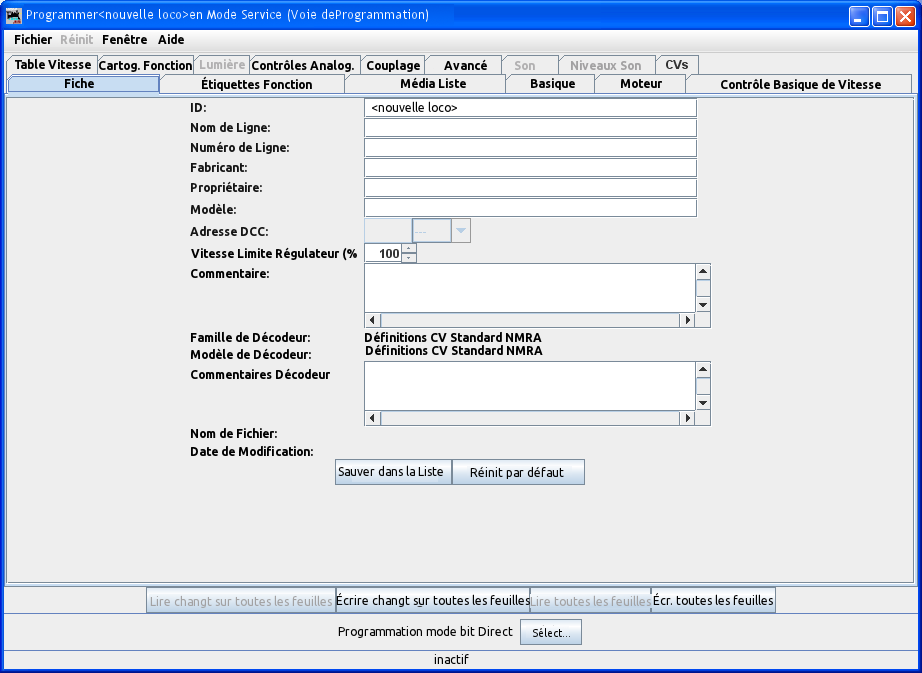 Programmer<nouvelle loco>en Mode Service (Voie deProgrammation)
Fichier Réinit Fenêtre Aide
Table Vitesse Cartog. Fonction Lumière Contrôles Analog. Couplage Avancé Son Niveaux Son CVs
Fiche Étiquettes Fonction Média Liste Basique Moteur Contrôle Basique de Vitesse
ID: <nouvelle loco>
Nom de Ligne:
Numéro de Ligne:
Fabricant:
Propriétaire:
Modèle:
Adresse DCC: ---
Vitesse Limite Régulateur (% 100
Commentaire:
Famille de Décodeur: Définitions CV Standard NMRA
Modèle de Décodeur: Définitions CV Standard NMRA
Commentaires Décodeur
Nom de Fichier:
Date de Modification:
Sauver dans la Liste Réinit par défaut
Lire changt sur toutes les feuilles Écrire changt sur toutes les feuilles Lire toutes les feuilles Écr. toutes les feuilles
Programmation mode bit Direct Sélect...
inactif